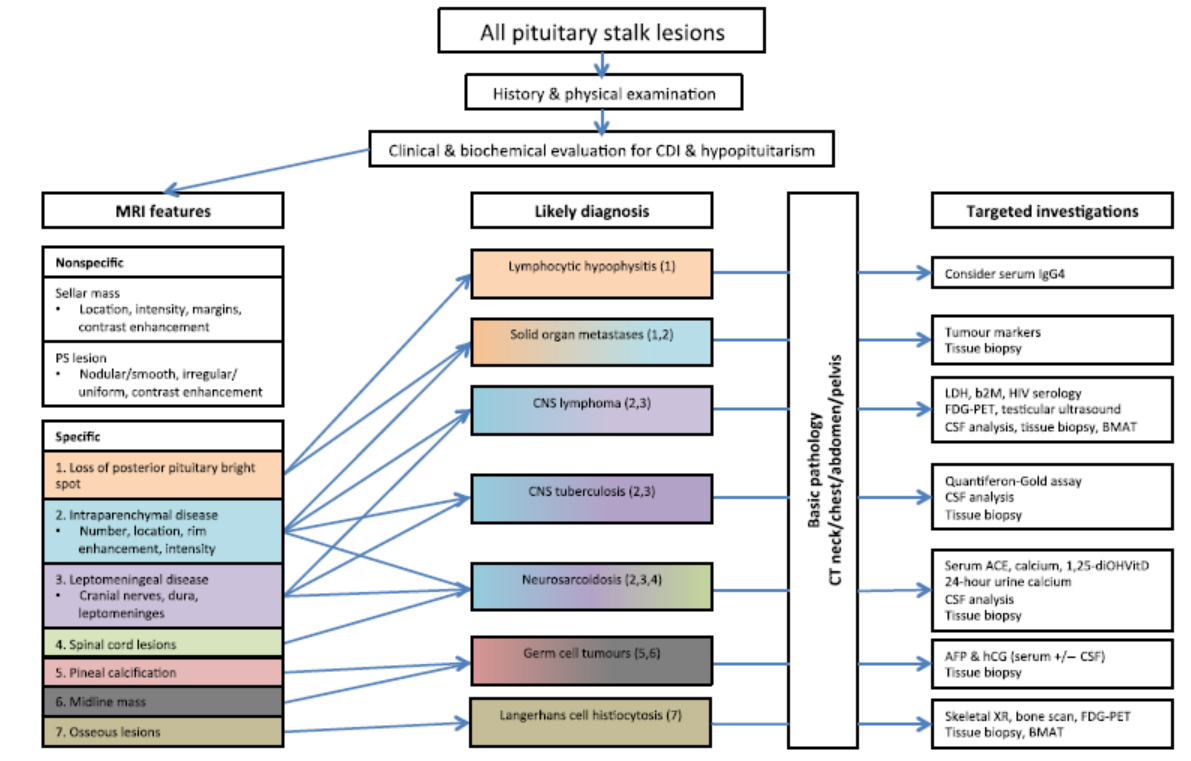 All pituitary stalk lesions
History & physical examination
Clinical & biochemical evaluation for CDI & hypopituitarism
MRI features
Nonspecific
Sellar mass
• Location, intensity, margins,
contrast enhancement
PS lesion
• Nodular/smooth, irregular/
uniform, contrast enhancement
Specific
1. Loss of posterior pituitary bright
spot
2. Intraparenchymal disease
• Number, location, rim
enhancement, intensity
3. Leptomeningeal disease
• Cranial nerves, dura,
leptomeninges
4. Spinal cord lesions
5. Pineal calcification
6. Midline mass
7. Osseous lesions
Likely diagnosis
Lymphocytic hypophysitis (1)
Solid organ metastases (1,2)
CNS lymphoma (2,3)
CNS tuberculosis (2,3)
Neurosarcoidosis (2,3,4)
Germ cell tumours (5,6)
Langerhans cell histiocytosis (7)
Basic pathology
CT neck/chest/abdomen/pelvis
Targeted investigations
Consider serum IgG4
Tumour markers
Tissue biopsy
LDH, b2M, HIV serology
FDG-PET, testicular ultrasound
CSF analysis, tissue biopsy, BMAT
Quantiferon-Gold assay
CSF analysis
Tissue biopsy
Serum ACE, calcium, 1,25-diOHVitD
24-hour urine calcium
CSF analysis
Tissue biopsy
AFP & hCG (serum +/− CSF)
Tissue biopsy
Skeletal XR, bone scan, FDG-PET
Tissue biopsy, BMAT